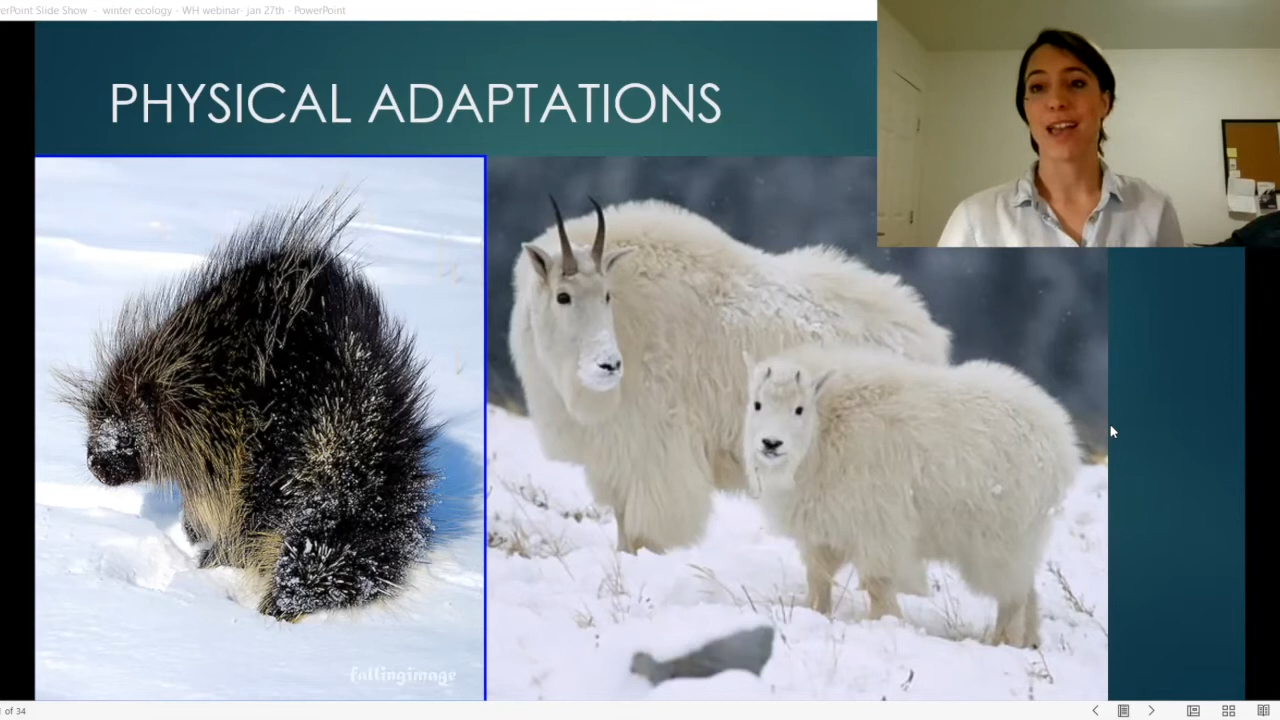 PowerPoint Slide Show - winter ecology - WH webinar- jan 27th - PowerPoint
PHYSICAL ADAPTATIONS
fallingimage
of 34